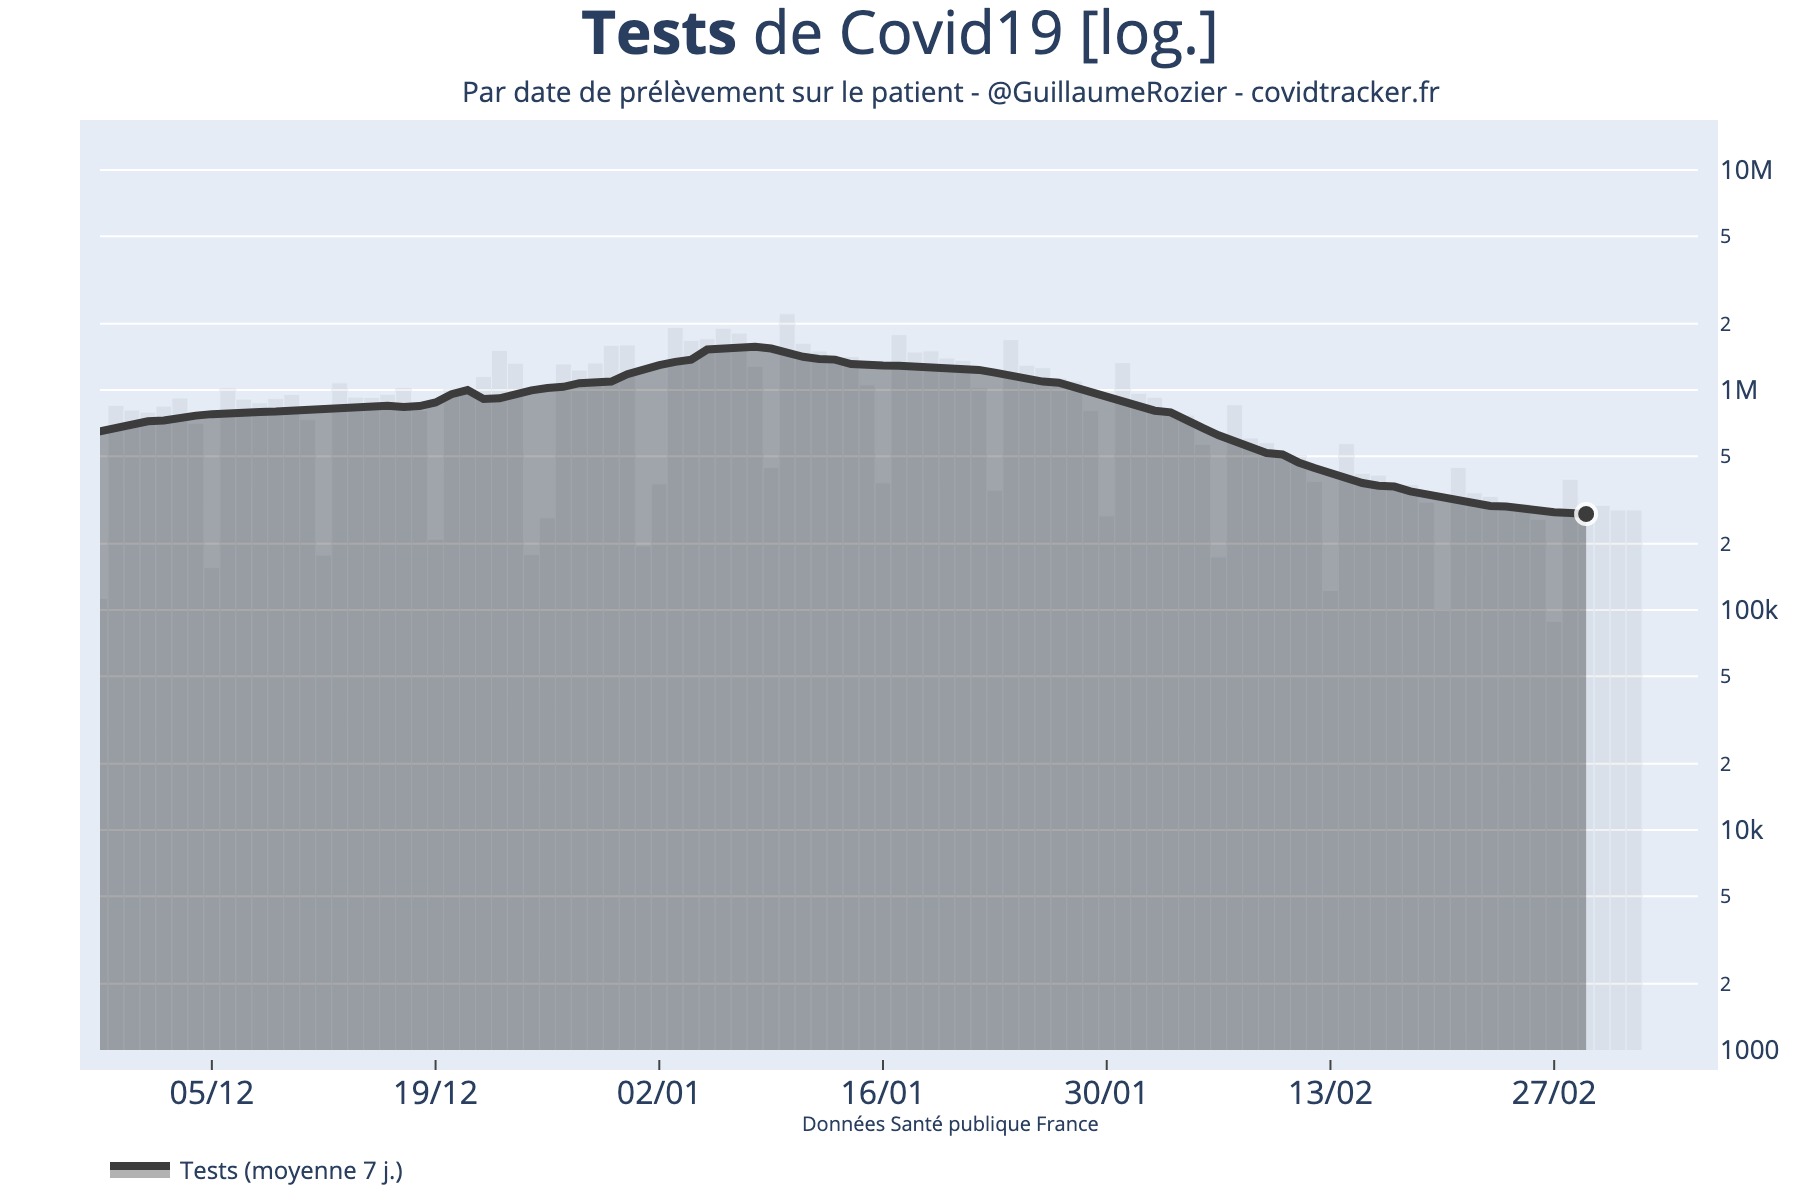 Tests de Covid19 [log.]
Par date de prélèvement sur le patient - @GuillaumeRozier - covidtracker.fr
10M
5
2
1M
5
2
100k
5
2
10k
5
2
1000
05/12 19/12 02/01 16/01 30/01 13/02 27/02
Données Santé publique France
Tests (moyenne 7 j.)